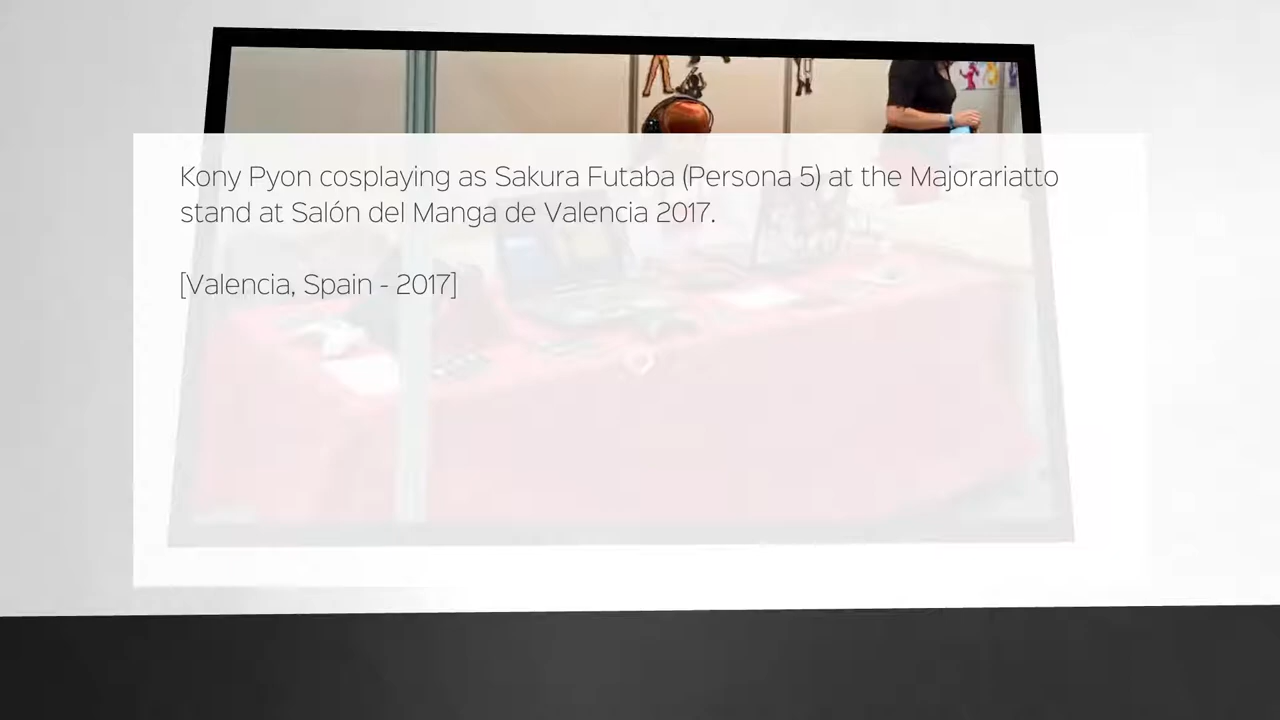 Kony Pyon cosplaying as Sakura Futaba (Persona 5) at the Majorariatto
stand at Salón del Manga de Valencia 2017.
[Valencia, Spain - 2017]